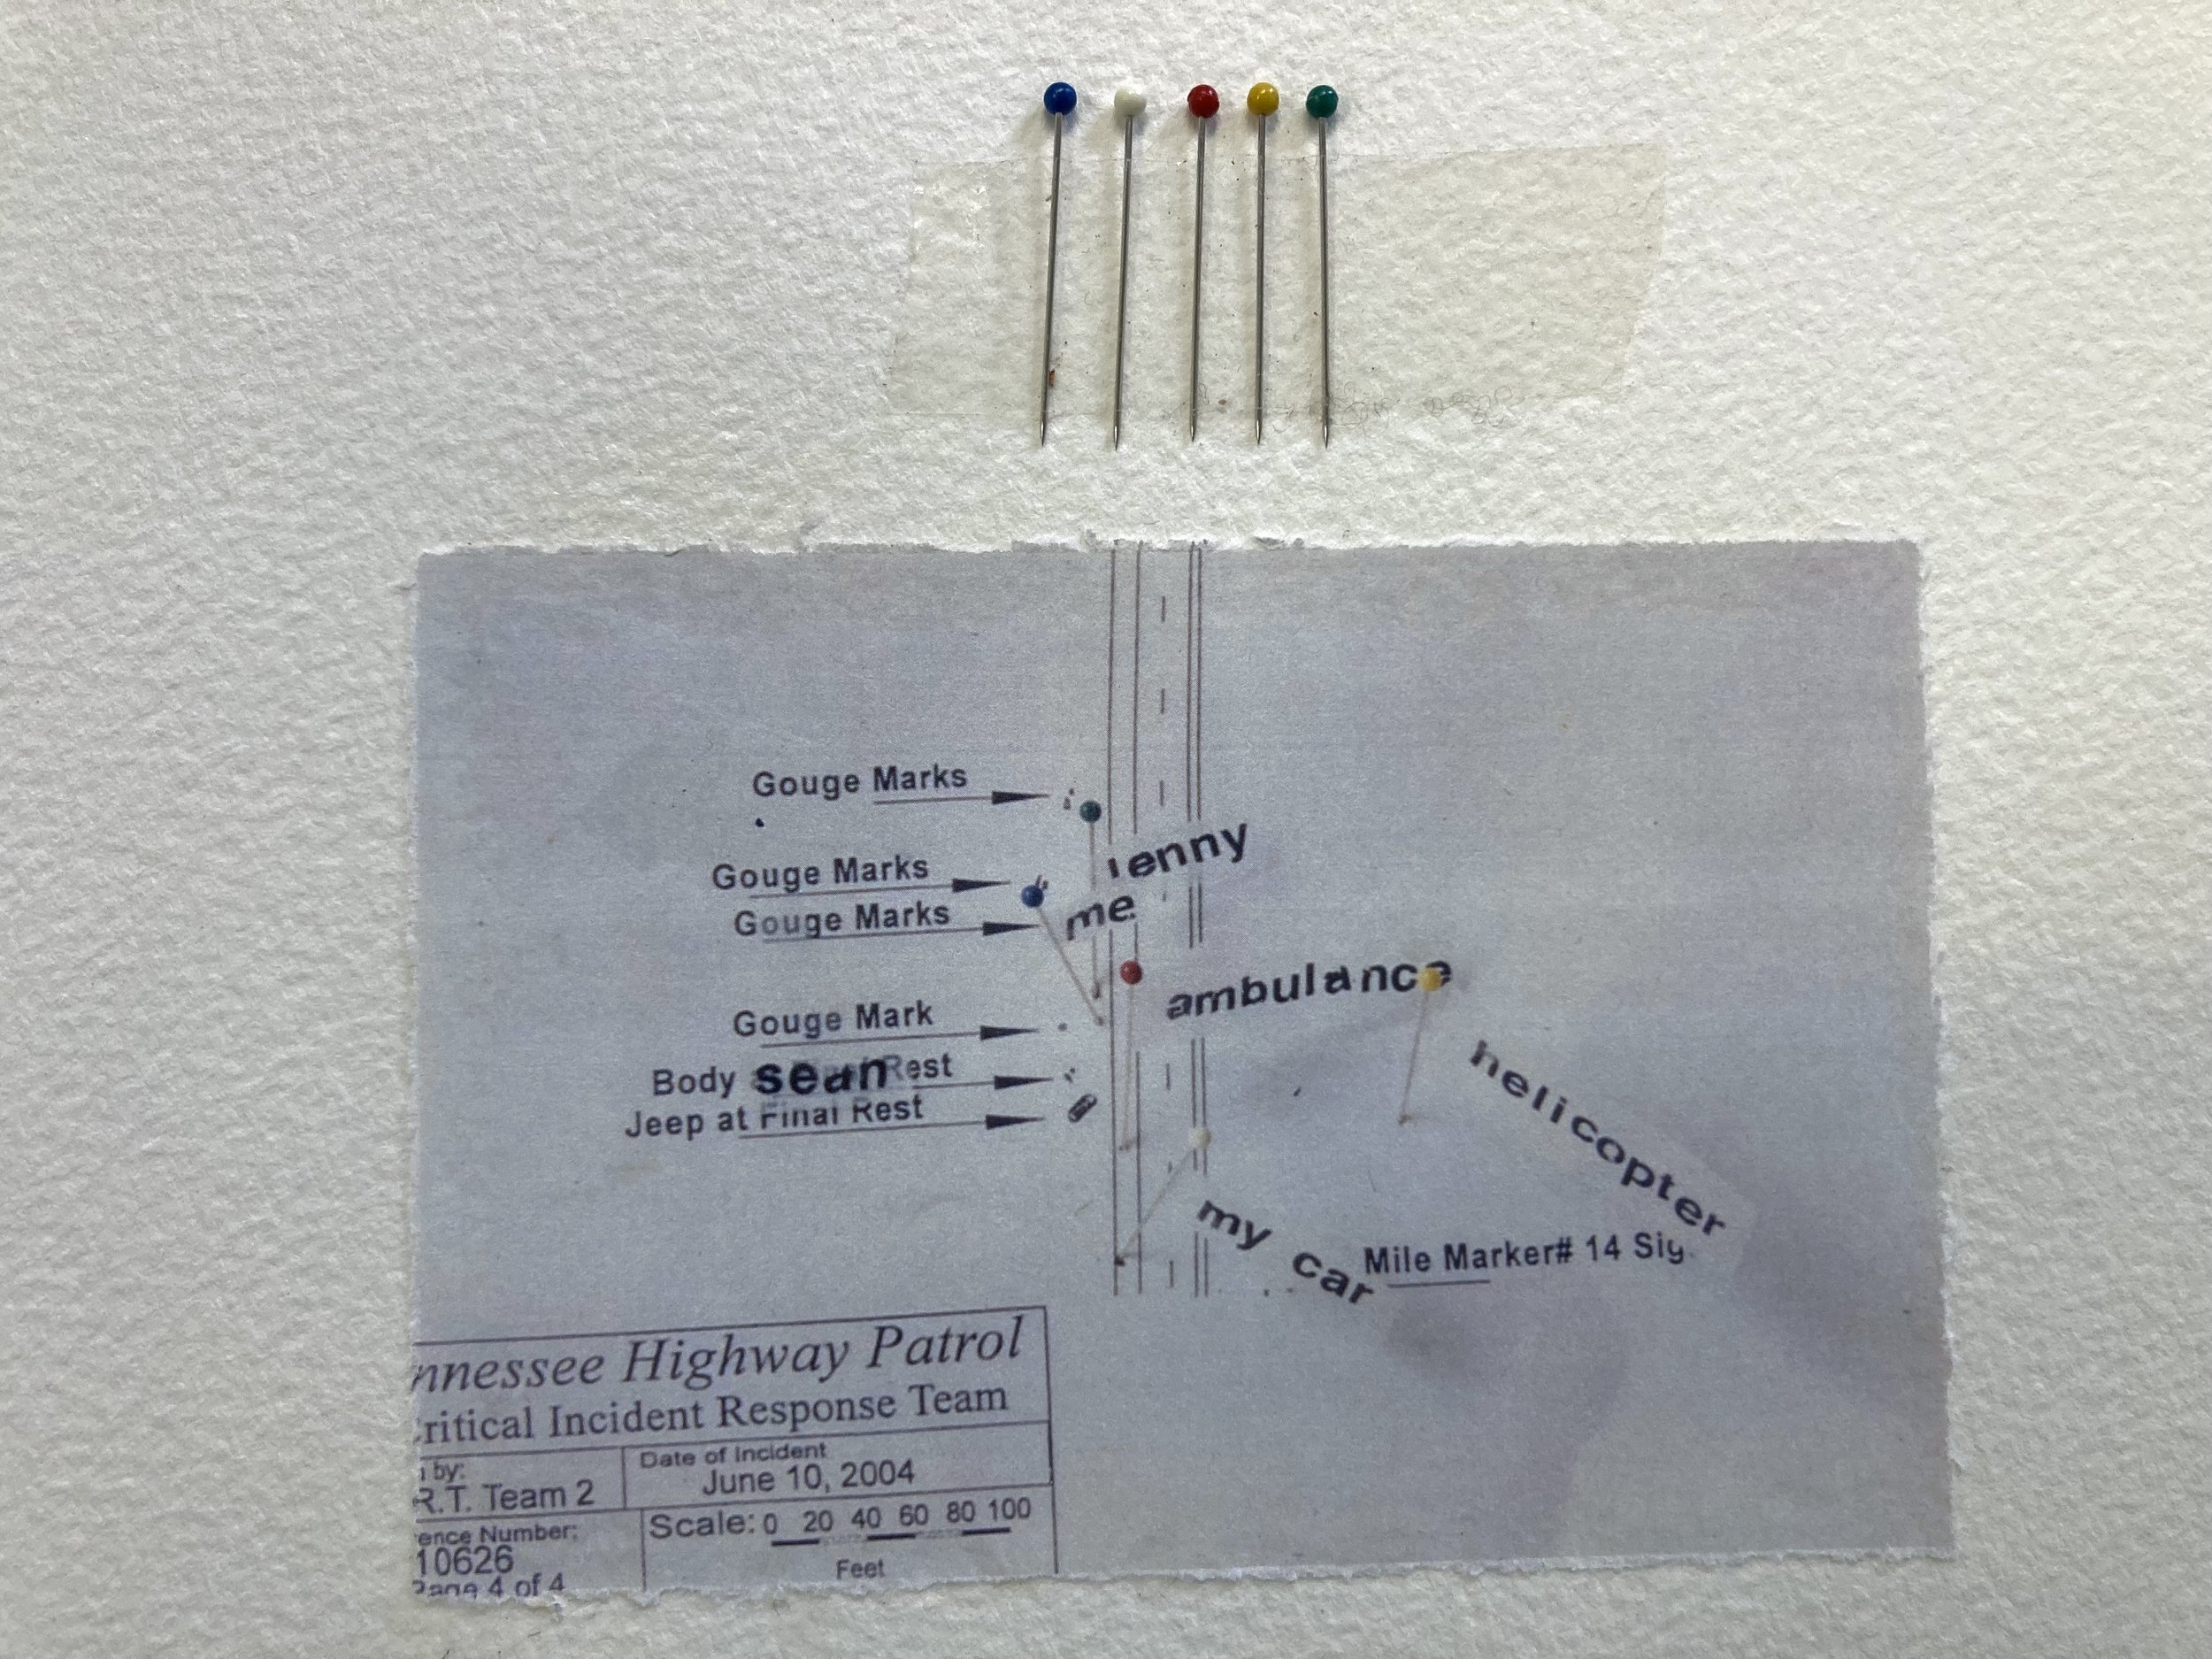 Gouge Marks
lenny
Gouge Marks
me
Gouge Marks
ambulance
Gouge Mark
helicopter
Body sean Rest
Jeep at Final Rest
my car
Mile Marker# 14 Sig
nnessee Highway Patrol
ritical Incident Response Team
by:
R.T. Team 2
Date of Incident
June 10, 2004
ence Number:
10626
Page 4 of 4
Scale: 0 20 40 60 80 100
Feet